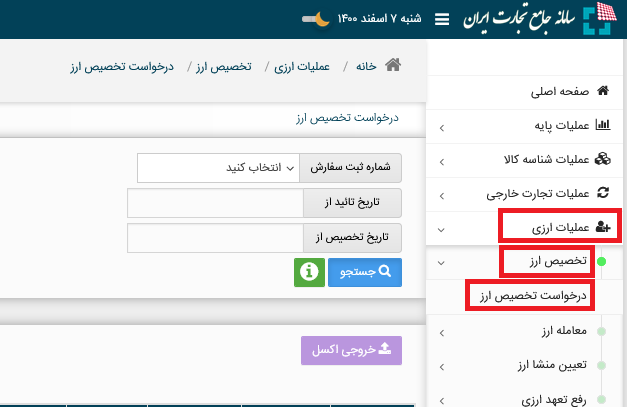 سامانه جامع تجارت ایران
شنبه ۷ اسفند ۱۴۰۰
خانه / عملیات ارزی / تخصیص ارز / درخواست تخصیص ارز
صفحه اصلی
عملیات پایه
عملیات شناسه کالا
عملیات تجارت خارجی
عملیات ارزی
تخصیص ارز
درخواست تخصیص ارز
معامله ارز
تعیین منشا ارز
رفع تعهد ارزی
درخواست تخصیص ارز
شماره ثبت سفارش
انتخاب کنید
تاریخ تائید از
تاریخ تخصیص از
جستجو
خروجی اکسل